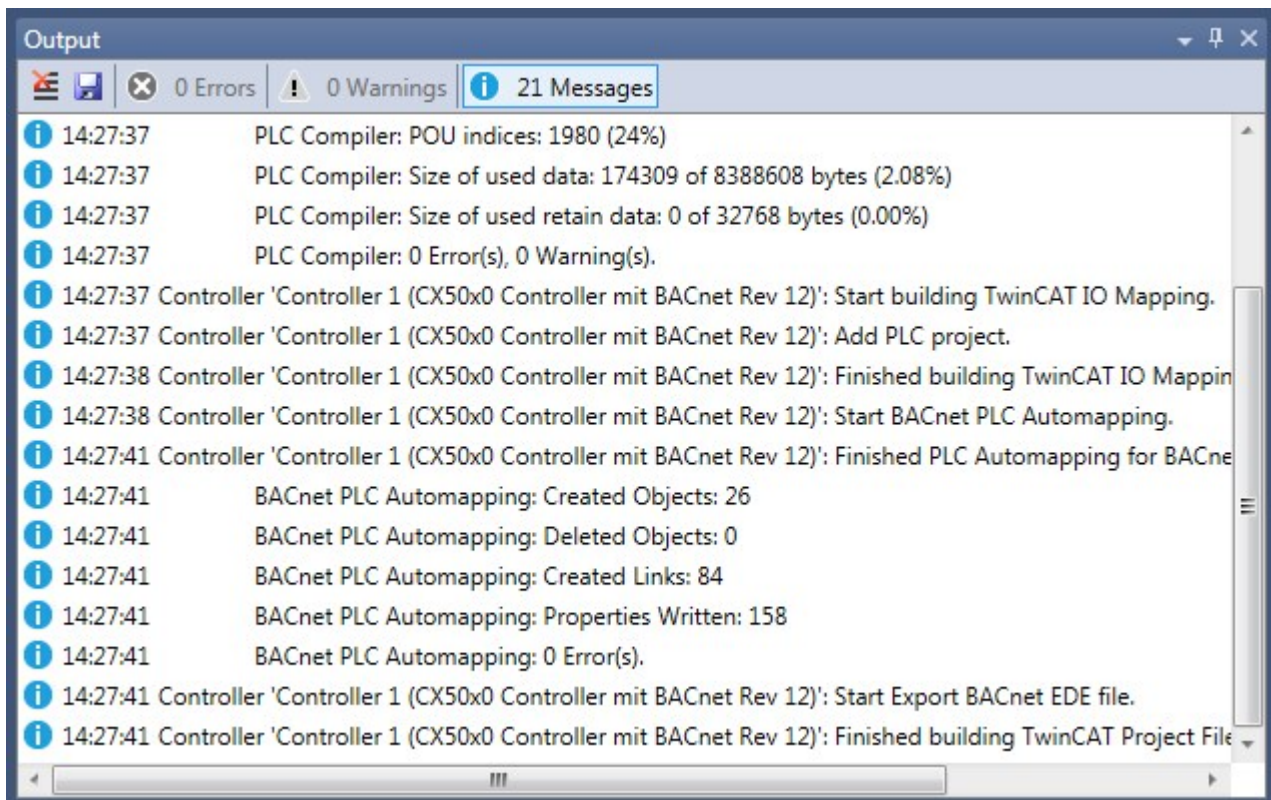 Output
0 Errors 0 Warnings 21 Messages
14:27:37 PLC Compiler: POU indices: 1980 (24%)
14:27:37 PLC Compiler: Size of used data: 174309 of 8388608 bytes (2.08%)
14:27:37 PLC Compiler: Size of used retain data: 0 of 32768 bytes (0.00%)
14:27:37 PLC Compiler: 0 Error(s), 0 Warning(s).
14:27:37 Controller 'Controller 1 (CX50x0 Controller mit BACnet Rev 12)': Start building TwinCAT IO Mapping.
14:27:37 Controller 'Controller 1 (CX50x0 Controller mit BACnet Rev 12)': Add PLC project.
14:27:38 Controller 'Controller 1 (CX50x0 Controller mit BACnet Rev 12)': Finished building TwinCAT IO Mappin
14:27:38 Controller 'Controller 1 (CX50x0 Controller mit BACnet Rev 12)': Start BACnet PLC Automapping.
14:27:41 Controller 'Controller 1 (CX50x0 Controller mit BACnet Rev 12)': Finished PLC Automapping for BACne
14:27:41 BACnet PLC Automapping: Created Objects: 26
14:27:41 BACnet PLC Automapping: Deleted Objects: 0
14:27:41 BACnet PLC Automapping: Created Links: 84
14:27:41 BACnet PLC Automapping: Properties Written: 158
14:27:41 BACnet PLC Automapping: 0 Error(s).
14:27:41 Controller 'Controller 1 (CX50x0 Controller mit BACnet Rev 12)': Start Export BACnet EDE file.
14:27:41 Controller 'Controller 1 (CX50x0 Controller mit BACnet Rev 12)': Finished building TwinCAT Project File